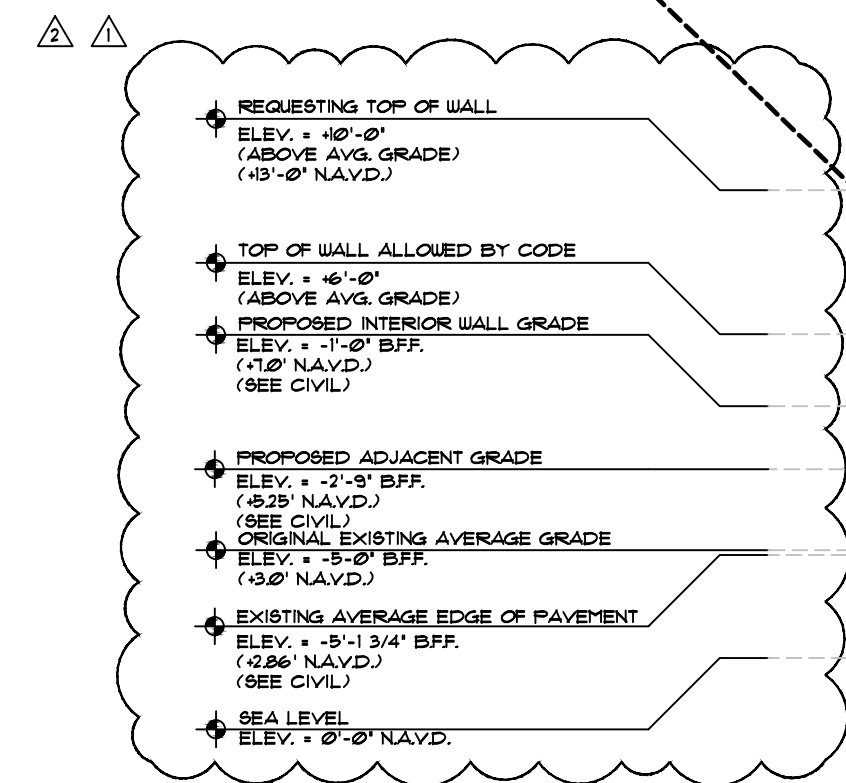 2 1
REQUESTING TOP OF WALL
ELEV. = +10'-0"
(ABOVE AVG. GRADE)
(+13'-0" N.A.V.D.)
TOP OF WALL ALLOWED BY CODE
ELEV. = +6'-0"
(ABOVE AVG. GRADE)
PROPOSED INTERIOR WALL GRADE
ELEV. = -1'-0" B.F.F.
(+7.0' N.A.V.D.)
(SEE CIVIL)
PROPOSED ADJACENT GRADE
ELEV. = -2'-9" B.F.F.
(+5.25' N.A.V.D.)
(SEE CIVIL)
ORIGINAL EXISTING AVERAGE GRADE
ELEV. = -5-0" B.F.F.
(+3.0' N.A.V.D.)
EXISTING AVERAGE EDGE OF PAVEMENT
ELEV. = -5'-1 3/4" B.F.F.
(+2.86' N.A.V.D.)
(SEE CIVIL)
SEA LEVEL
ELEV. = 0'-0" N.A.V.D.